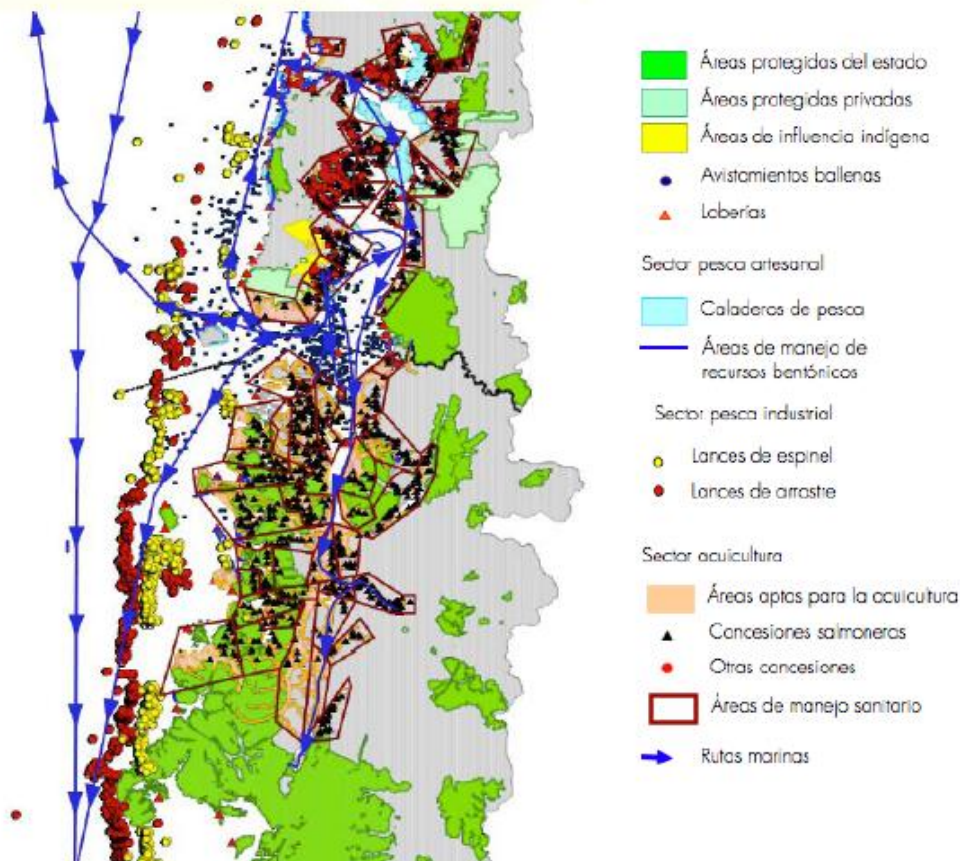 Áreas protegidas del estado
Áreas protegidas privadas
Áreas de influencia indígena
Avistamientos ballenas
Loberías
Sector pesca artesanal
Caladeros de pesca
Áreas de manejo de
recursos bentónicos
Sector pesca industrial
Lances de espinel
Lances de arrastre
Sector acuicultura
Áreas aptas para la acuicultura
Concesiones salmoneras
Otras concesiones
Áreas de manejo sanitario
Rutas marinas